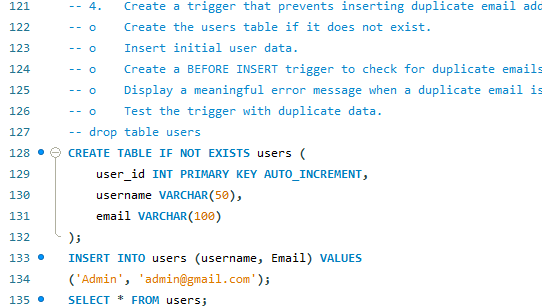 121 -- 4. Create a trigger that prevents inserting duplicate email
122 -- o Create the users table if it does not exist.
123 -- o Insert initial user data.
124 -- o Create a BEFORE INSERT trigger to check for duplicate emails
125 -- o Display a meaningful error message when a duplicate email is
126 -- o Test the trigger with duplicate data.
127 -- drop table users
128 CREATE TABLE IF NOT EXISTS users (
129 user_id INT PRIMARY KEY AUTO_INCREMENT,
130 username VARCHAR(50),
131 email VARCHAR(100)
132 );
133 INSERT INTO users (username, Email) VALUES
134 ('Admin', 'admin@gmail.com');
135 SELECT * FROM users;